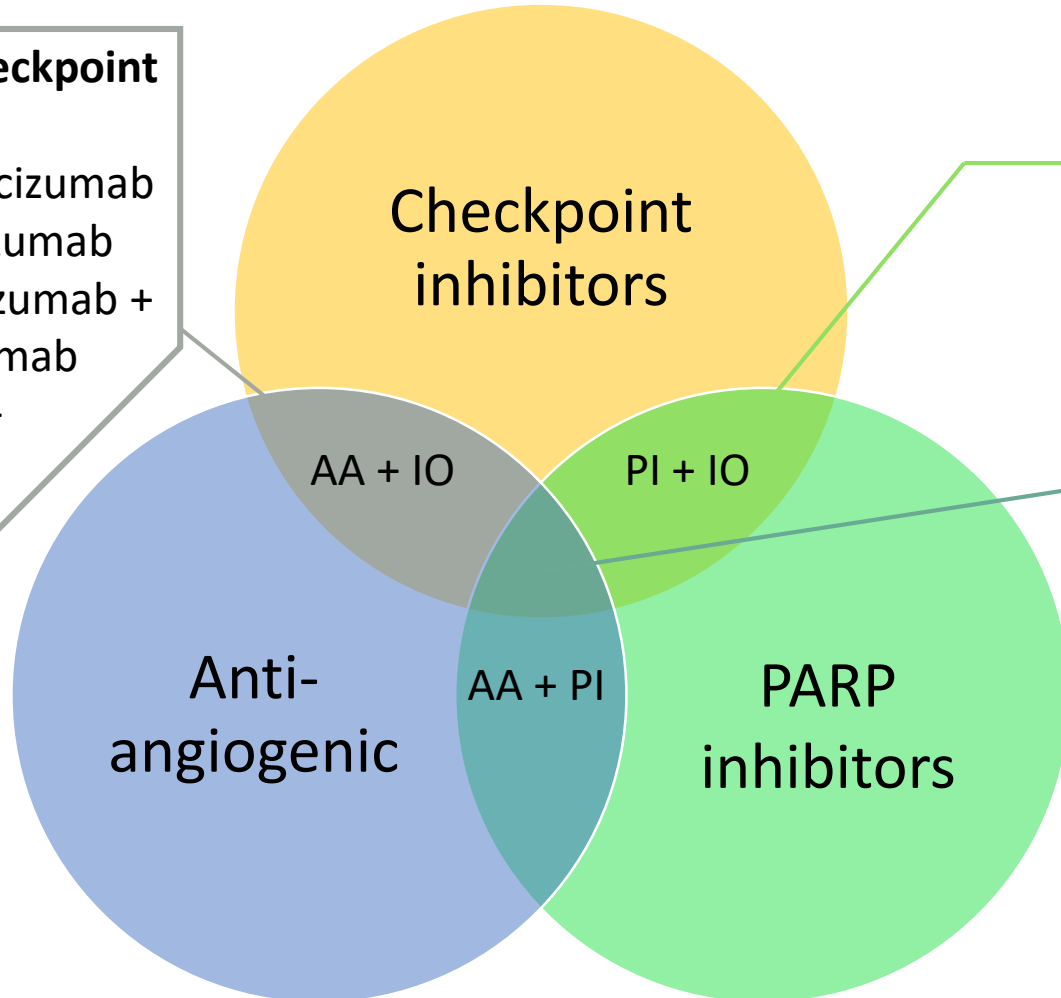 eckpoint
cizumab
umab
zumab +
mab
Checkpoint
inhibitors
AA + IO
PI + IO
Anti-
angiogenic
AA + PI
PARP
inhibitors